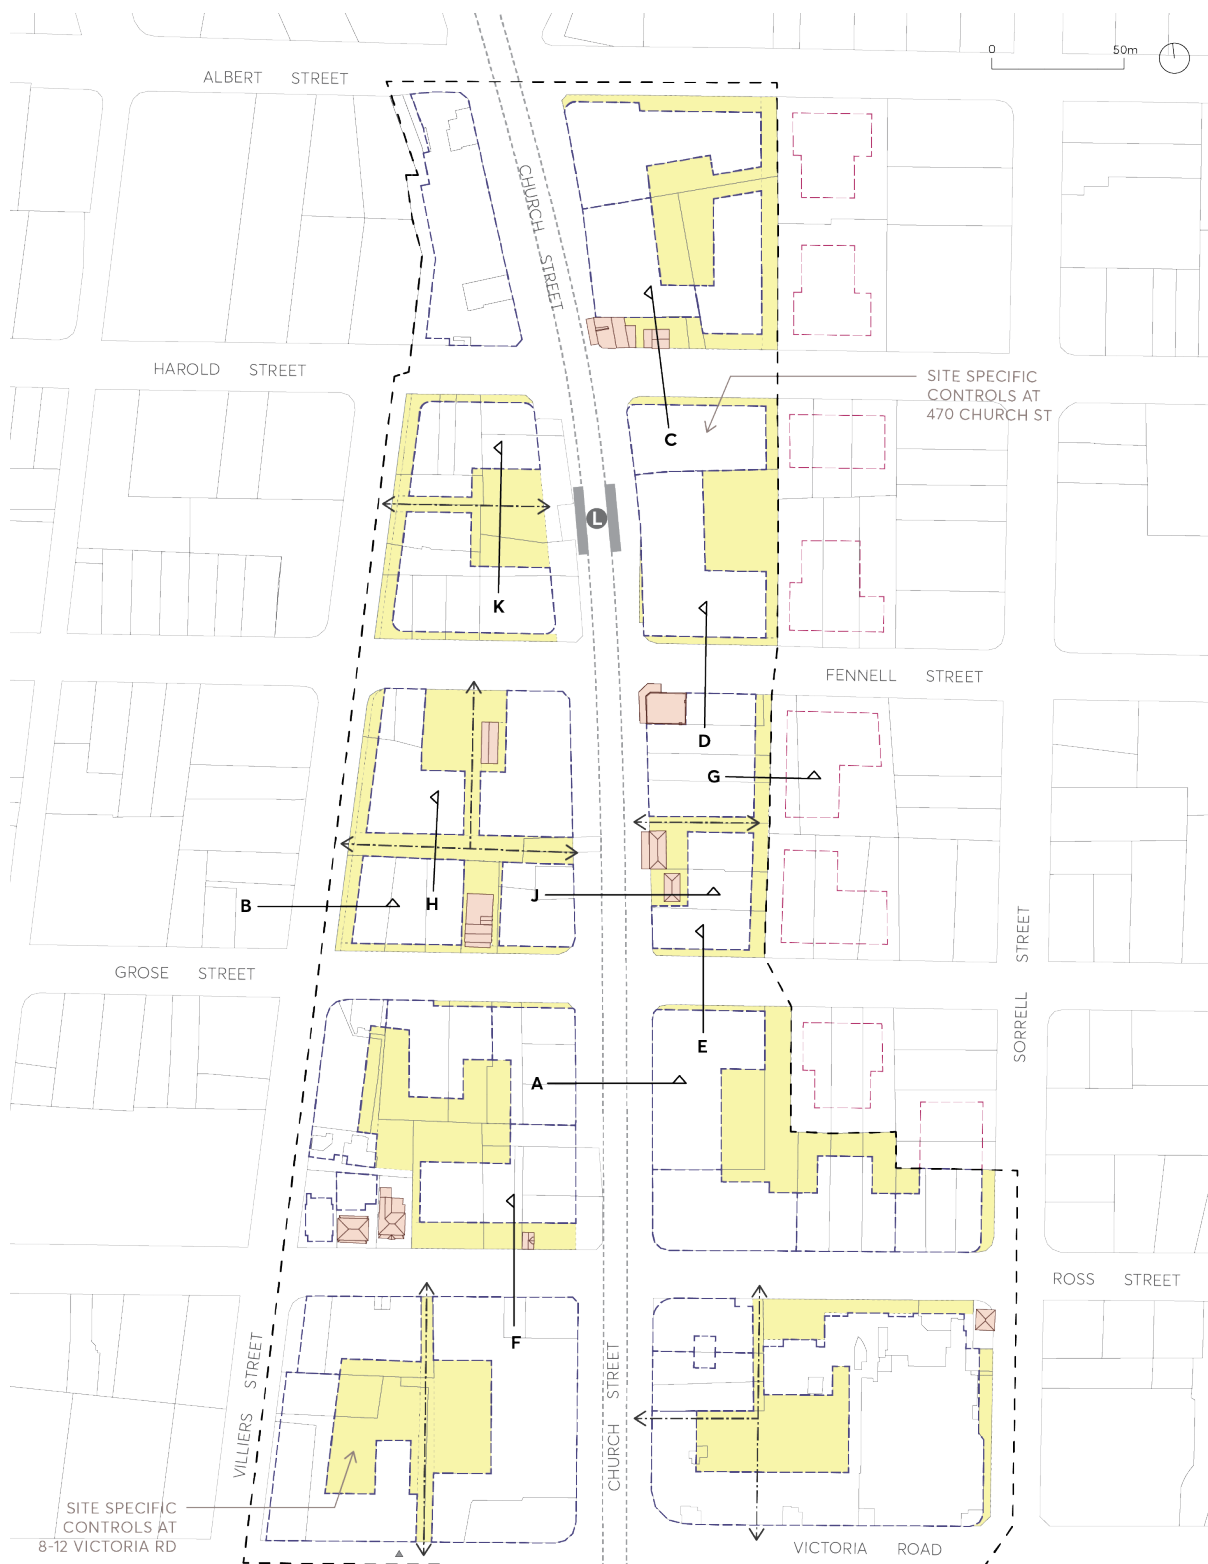 0 50m
ALBERT STREET
CHURCH STREET
HAROLD STREET
SITE SPECIFIC
CONTROLS AT
470 CHURCH ST
C
L
K
FENNELL STREET
D
G
B
H
J
GROSE STREET
SORRELL STREET
E
A
ROSS STREET
F
VILLIERS STREET
CHURCH STREET
SITE SPECIFIC
CONTROLS AT
8-12 VICTORIA RD
VICTORIA ROAD